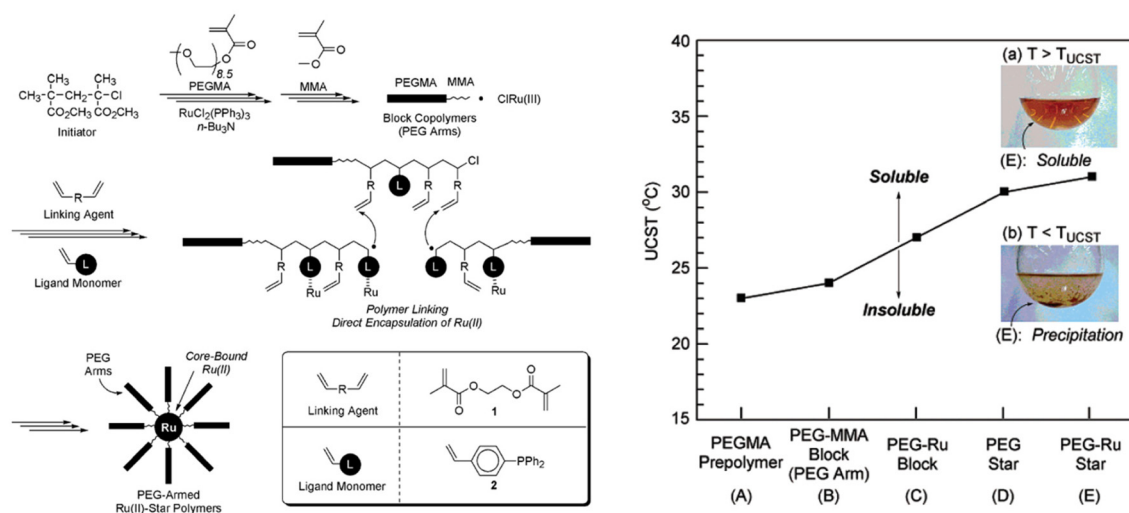 O
O
O
8.5
PEGMA
RuCl2(PPh3)3
n-Bu3N
O
O
MMA
CH3 CH3
CH3-C-CH2-C-Cl
CO2CH3 CO2CH3
Initiator
PEGMA MMA
• ClRu(III)
Block Copolymers
(PEG Arms)
R
Linking Agent
L
Ligand Monomer
Cl
R L R R
R L R L
Ru Ru
L R L
Ru
Polymer Linking
Direct Encapsulation of Ru(II)
PEG
Arms
Core-Bound
Ru(II)
Ru
PEG-Armed
Ru(II)-Star Polymers
R
Linking Agent
O
O
O
O
1
L
Ligand Monomer
PPh2
2
UCST (°C)
40
35
30
25
20
15
(a) T > TUCST
(E): Soluble
Soluble
Insoluble
(b) T < TUCST
(E): Precipitation
PEGMA
Prepolymer
(A)
PEG-MMA
Block
(PEG Arm)
(B)
PEG-Ru
Block
(C)
PEG
Star
(D)
PEG-Ru
Star
(E)